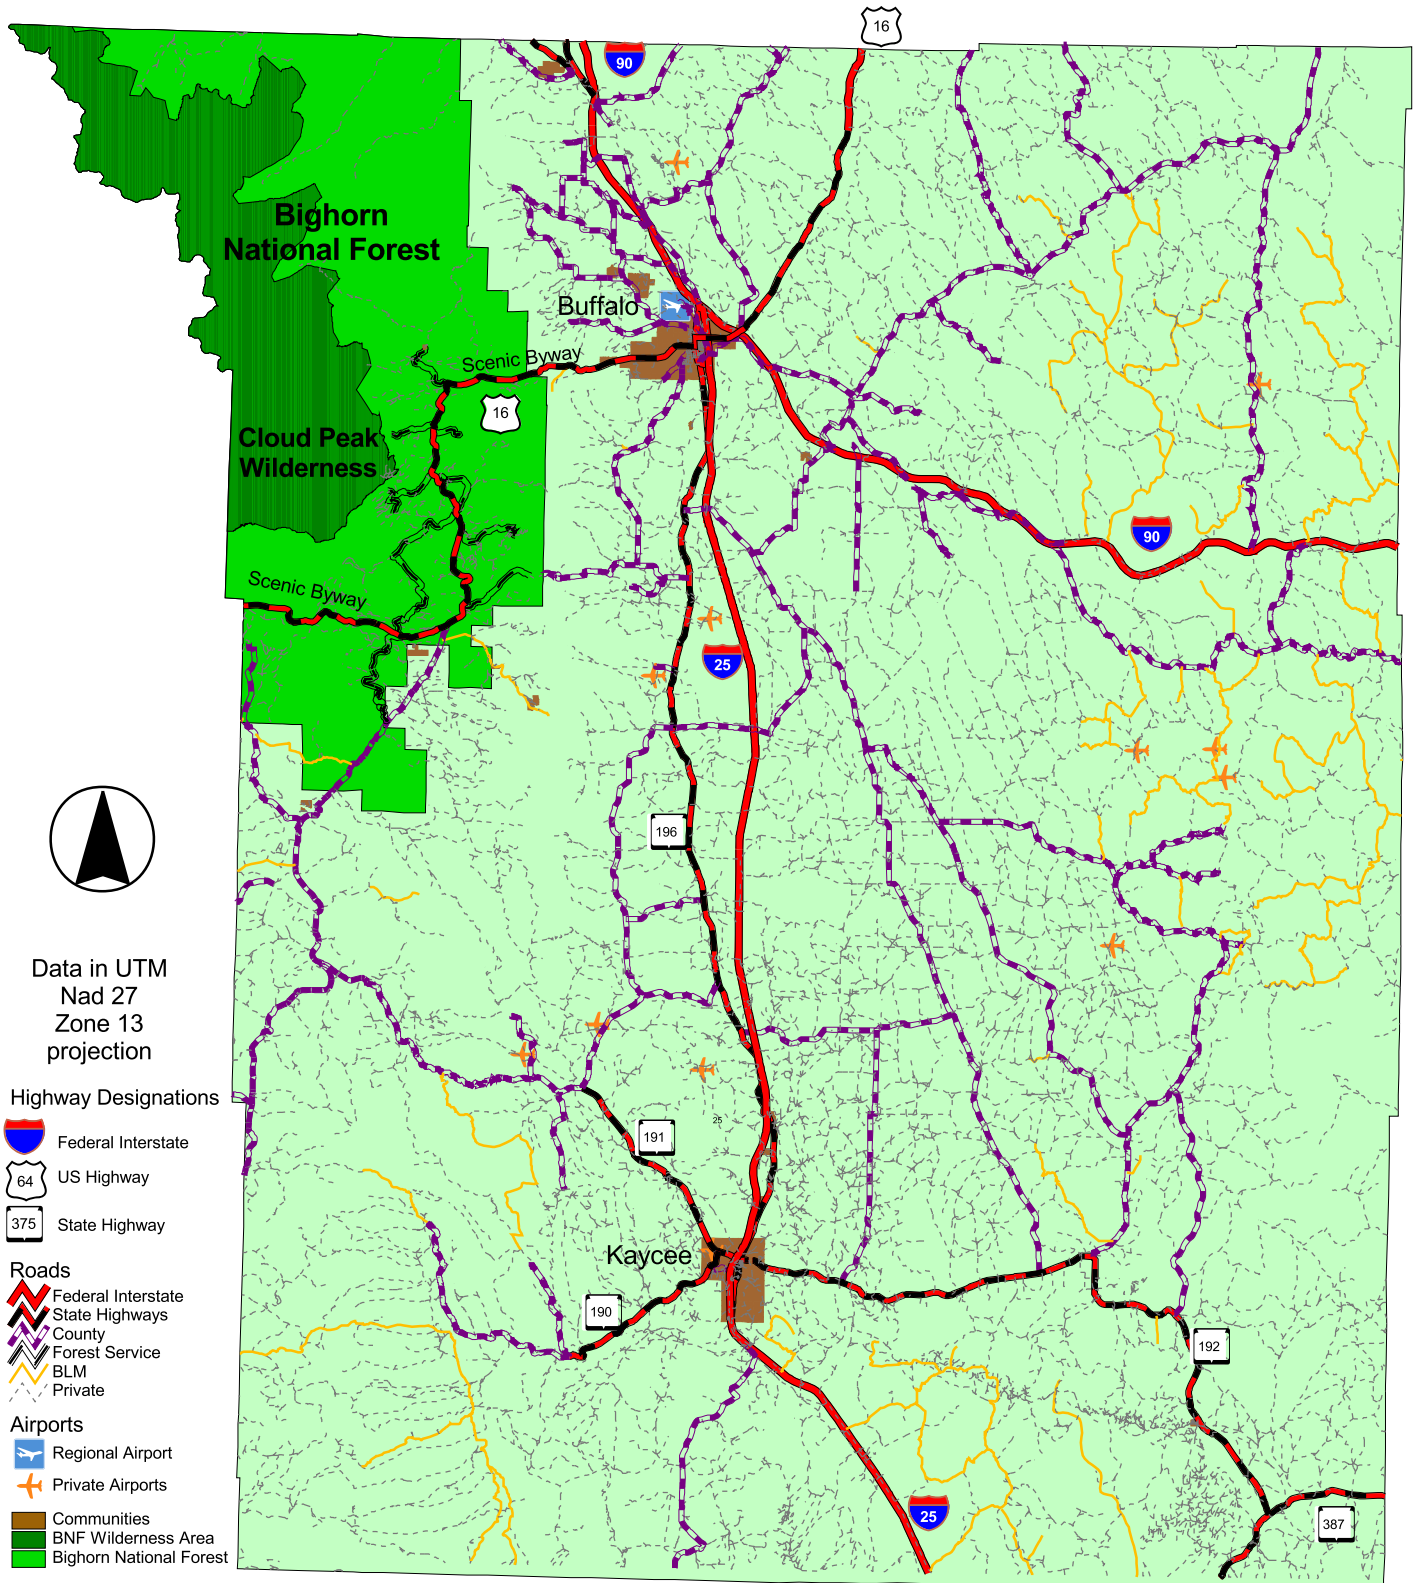 16
90
Bighorn
National Forest
Buffalo
Scenic Byway
16
Cloud Peak
Wilderness
90
Scenic Byway
25
196
Data in UTM
Nad 27
Zone 13
projection
Highway Designations
Federal Interstate
64
US Highway
375
State Highway
25
191
Kaycee
190
192
Roads
Federal Interstate
State Highways
County
Forest Service
BLM
Private
Airports
Regional Airport
Private Airports
25
387
Communities
BNF Wilderness Area
Bighorn National Forest